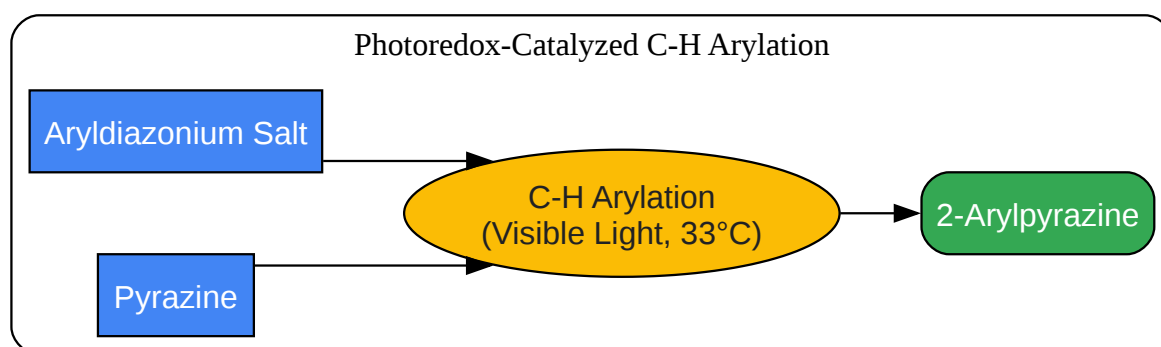 Photoredox-Catalyzed C-H Arylation
Aryldiazonium Salt
C-H Arylation
(Visible Light, 33°C)
2-Arylpyrazine
Pyrazine